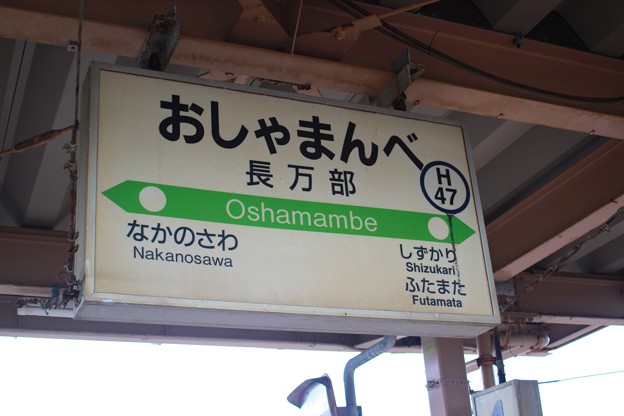 おしゃまんべ
長万部
H
47
Oshamambe
なかのさわ
Nakanosawa
しずかり
Shizukari
ふたまた
Futamata